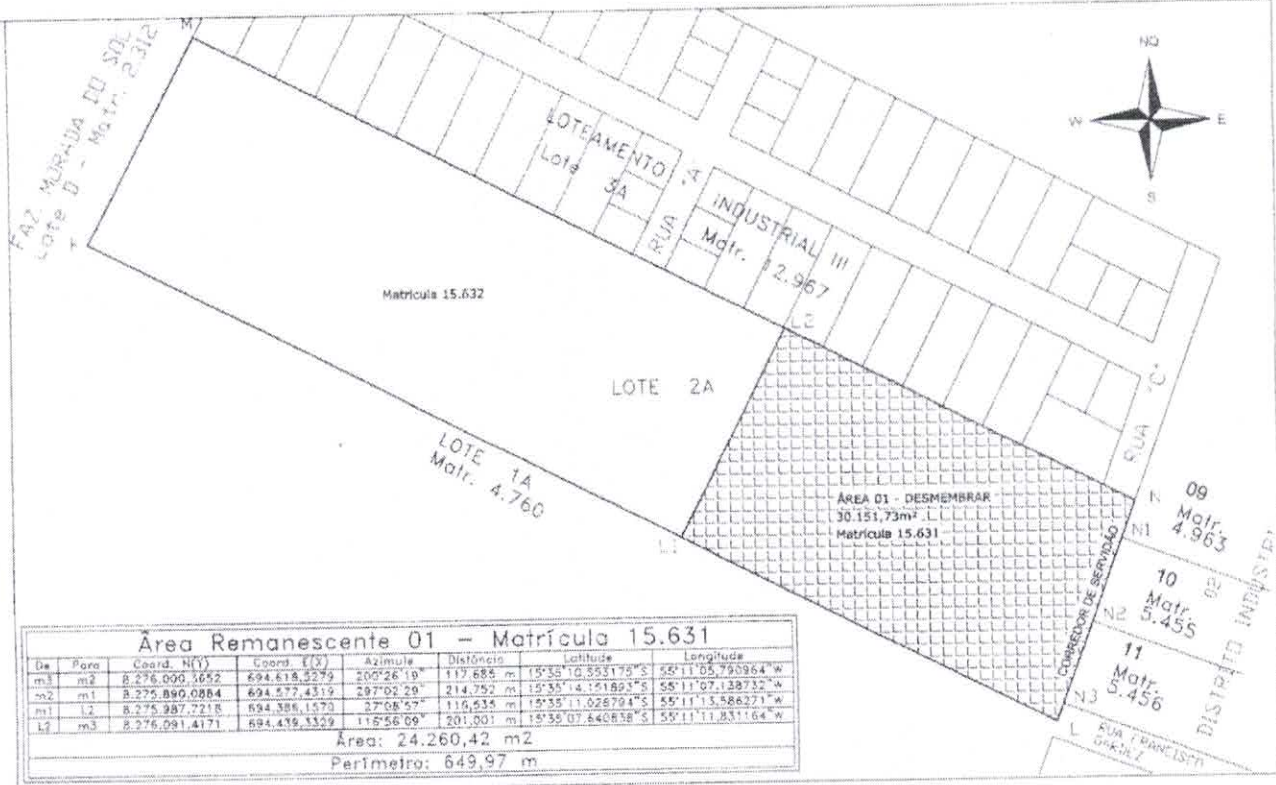 M
FAZ. MORADA DO SOL
Lote D - Matr. 2.312
F
NO
W
E
S
LOTEAMENTO
Lote 3A
RUA "A"
INDUSTRIAL III
Matr. 12.967
Matrícula 15.632
L2
LOTE 2A
RUA "C"
LOTE 1A
Matr. 4.760
L1
ÁREA 01 - DESMEMBRAR
30.151,73m²
Matrícula 15.631
CORREDOR DE SERVIDÃO
N
09
Matr.
4.963
N1
10
Matr.
5.455
02
N2
11
Matr.
5.456
N3
DISTRITO INDUSTRI
L
RUA FRANCISCO
Área Remanescente 01 - Matrícula 15.631
De Para Coord. N(Y) Coord. E(X) Azimute Distância Latitude Longitude
m3 m2 8.276.000,3652 694.618,5279 200°26'19" 117,685 m 15°35'10,553175"S 55°11'05,790964"W
m2 m1 8.275.890,0884 694.577,4319 297°02'29" 214,752 m 15°35'14,151893"S 55°11'07,138732"W
m1 L2 8.275.987,7218 694.386,1570 27°08'57" 116,535 m 15°35'11,028794"S 55°11'13,586271"W
L2 m3 8.276.091,4171 694.439,3329 116°56'09" 201,001 m 15°35'07,640838"S 55°11'11,831164"W
Área: 24.260,42 m2
Perímetro: 649,97 m